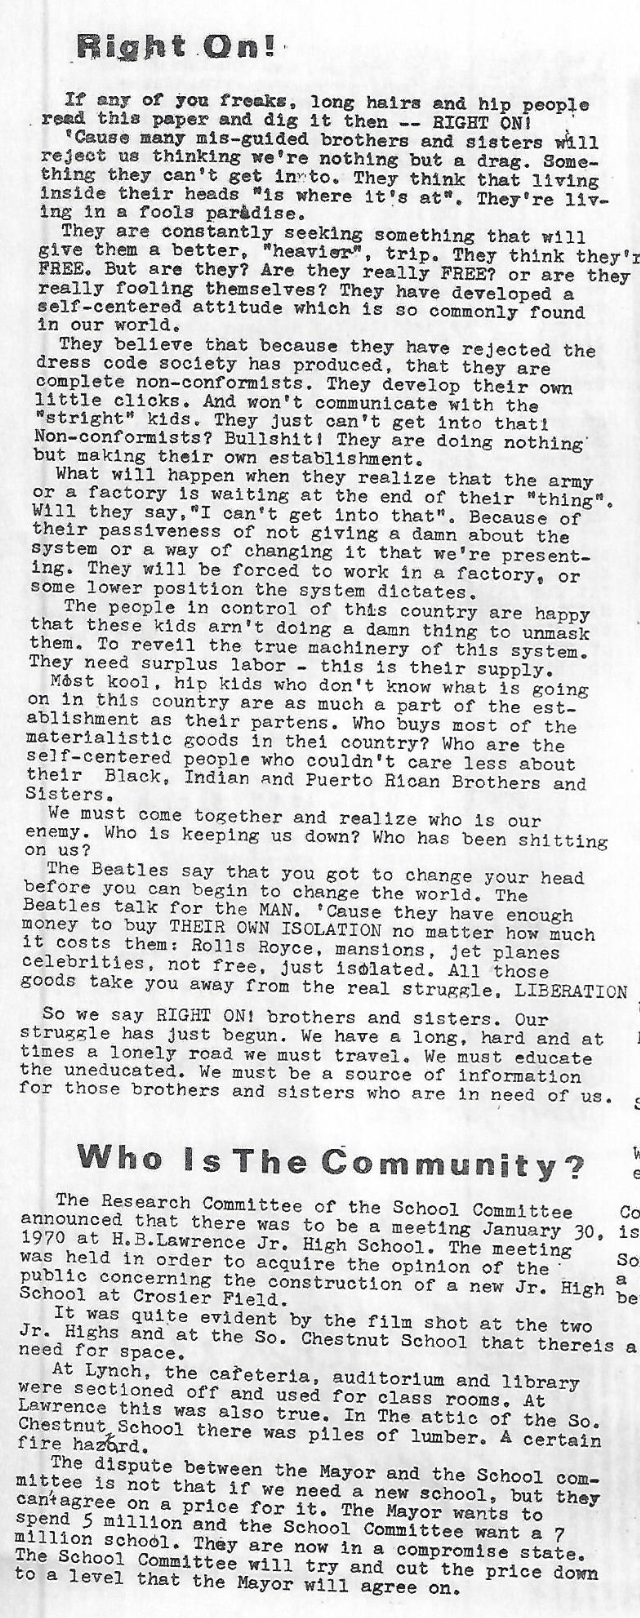 Right On!
If any of you freaks, long hairs and hip people
read this paper and dig it then -- RIGHT ON!
'Cause many mis-guided brothers and sisters will
reject us thinking we're nothing but a drag. Some-
thing they can't get into. They think that living
inside their heads "is where it's at". They're liv-
ing in a fools paradise.
They are constantly seeking something that will
give them a better, "heavier", trip. They think they'r
FREE. But are they? Are they really FREE? or are they
really fooling themselves? They have developed a
self-centered attitude which is so commonly found
in our world.
They believe that because they have rejected the
dress code society has produced, that they are
complete non-conformists. They develop their own
little clicks. And won't communicate with the
"stright" kids. They just can't get into that!
Non-conformists? Bullshit! They are doing nothing
but making their own establishment.
What will happen when they realize that the army
or a factory is waiting at the end of their "thing".
Will they say,"I can't get into that". Because of
their passiveness of not giving a damn about the
system or a way of changing it that we're present-
ing. They will be forced to work in a factory, or
some lower position the system dictates.
The people in control of this country are happy
that these kids arn't doing a damn thing to unmask
them. To reveil the true machinery of this system.
They need surplus labor - this is their supply.
Most kool, hip kids who don't know what is going
on in this country are as much a part of the est-
ablishment as their partens. Who buys most of the
materialistic goods in thei country? Who are the
self-centered people who couldn't care less about
their Black, Indian and Puerto Rican Brothers and
Sisters.
We must come together and realize who is our
enemy. Who is keeping us down? Who has been shitting
on us?
The Beatles say that you got to change your head
before you can begin to change the world. The
Beatles talk for the MAN. 'Cause they have enough
money to buy THEIR OWN ISOLATION no matter how much
it costs them: Rolls Royce, mansions, jet planes
celebrities, not free, just isolated. All those
goods take you away from the real struggle, LIBERATION
So we say RIGHT ON! brothers and sisters. Our
struggle has just begun. We have a long, hard and at
times a lonely road we must travel. We must educate
the uneducated. We must be a source of information
for those brothers and sisters who are in need of us.
Who Is The Community?
The Research Committee of the School Committee
announced that there was to be a meeting January 30,
1970 at H.B.Lawrence Jr. High School. The meeting
was held in order to acquire the opinion of the
public concerning the construction of a new Jr. High
School at Crosier Field.
It was quite evident by the film shot at the two
Jr. Highs and at the So. Chestnut School that thereis a
need for space.
At Lynch, the cafeteria, auditorium and library
were sectioned off and used for class rooms. At
Lawrence this was also true. In The attic of the So.
Chestnut School there was piles of lumber. A certain
fire hazard.
The dispute between the Mayor and the School com-
mittee is not that if we need a new school, but they
can't agree on a price for it. The Mayor wants to
spend 5 million and the School Committee want a 7
million school. They are now in a compromise state.
The School Committee will try and cut the price down
to a level that the Mayor will agree on.
Co
is
So
a
be